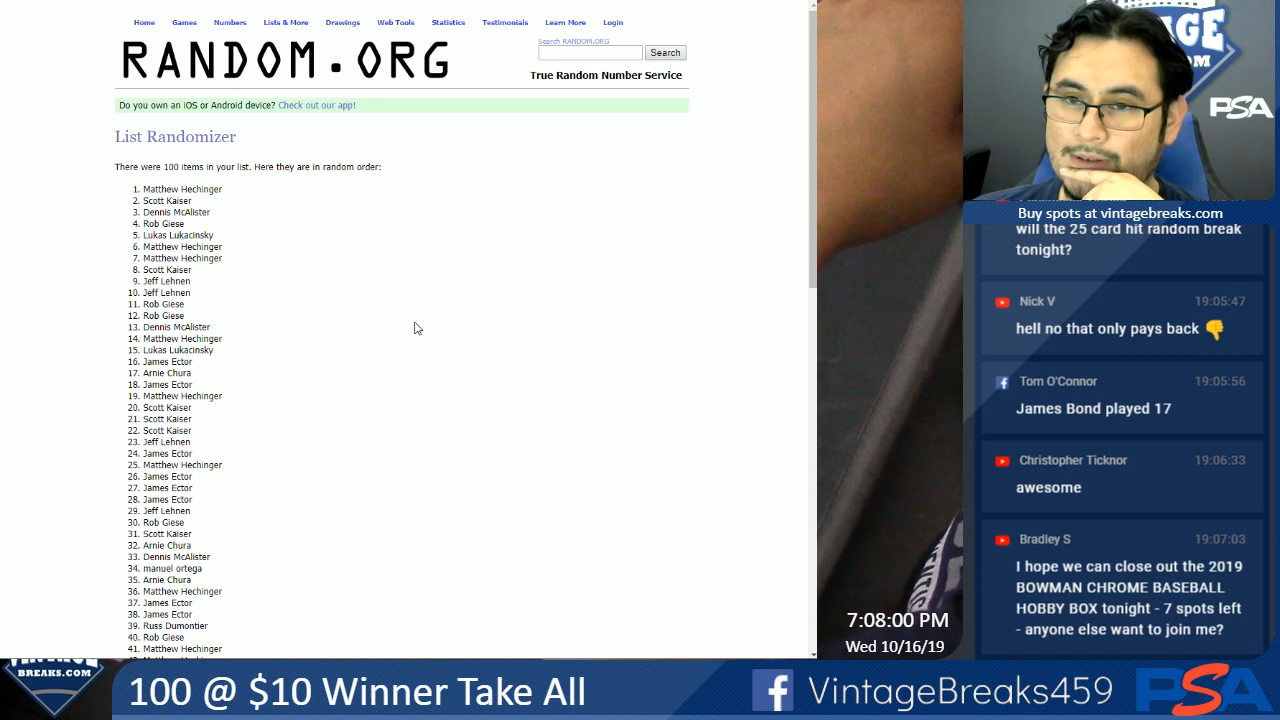 Home Games Numbers Lists & More Drawings Web Tools Statistics Testimonials Learn More Login
RANDOM.ORG
Search RANDOM.ORG
Search
True Random Number Service
Do you own an iOS or Android device? Check out our app!
List Randomizer
There were 100 items in your list. Here they are in random order:
1. Matthew Hechinger
2. Scott Kaiser
3. Dennis McAlister
4. Rob Giese
5. Lukas Lukacinsky
6. Matthew Hechinger
7. Matthew Hechinger
8. Scott Kaiser
9. Jeff Lehnen
10. Jeff Lehnen
11. Rob Giese
12. Rob Giese
13. Dennis McAlister
14. Matthew Hechinger
15. Lukas Lukacinsky
16. James Ector
17. Arnie Chura
18. James Ector
19. Matthew Hechinger
20. Scott Kaiser
21. Scott Kaiser
22. Scott Kaiser
23. Jeff Lehnen
24. James Ector
25. Matthew Hechinger
26. James Ector
27. James Ector
28. James Ector
29. Jeff Lehnen
30. Rob Giese
31. Scott Kaiser
32. Arnie Chura
33. Dennis McAlister
34. manuel ortega
35. Arnie Chura
36. Matthew Hechinger
37. James Ector
38. James Ector
39. Russ Dumontier
40. Rob Giese
41. Matthew Hechinger
PSA
Buy spots at vintagebreaks.com
will the 25 card hit random break
tonight?
Nick V 19:05:47
hell no that only pays back 👎
Tom O'Connor 19:05:56
James Bond played 17
Christopher Ticknor 19:06:33
awesome
Bradley S 19:07:03
I hope we can close out the 2019
BOWMAN CHROME BASEBALL
HOBBY BOX tonight - 7 spots left
- anyone else want to join me?
7:08:00 PM
Wed 10/16/19
VINTAGE
BREAKS.COM
100 @ $10 Winner Take All
VintageBreaks459
PSA